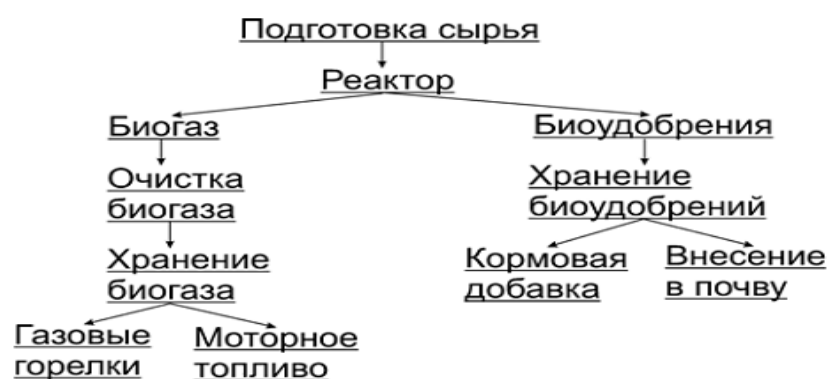 Подготовка сырья
Реактор
Биогаз
Биоудобрения
Очистка
биогаза
Хранение
биоудобрений
Хранение
биогаза
Кормовая
добавка
Внесение
в почву
Газовые
горелки
Моторное
топливо